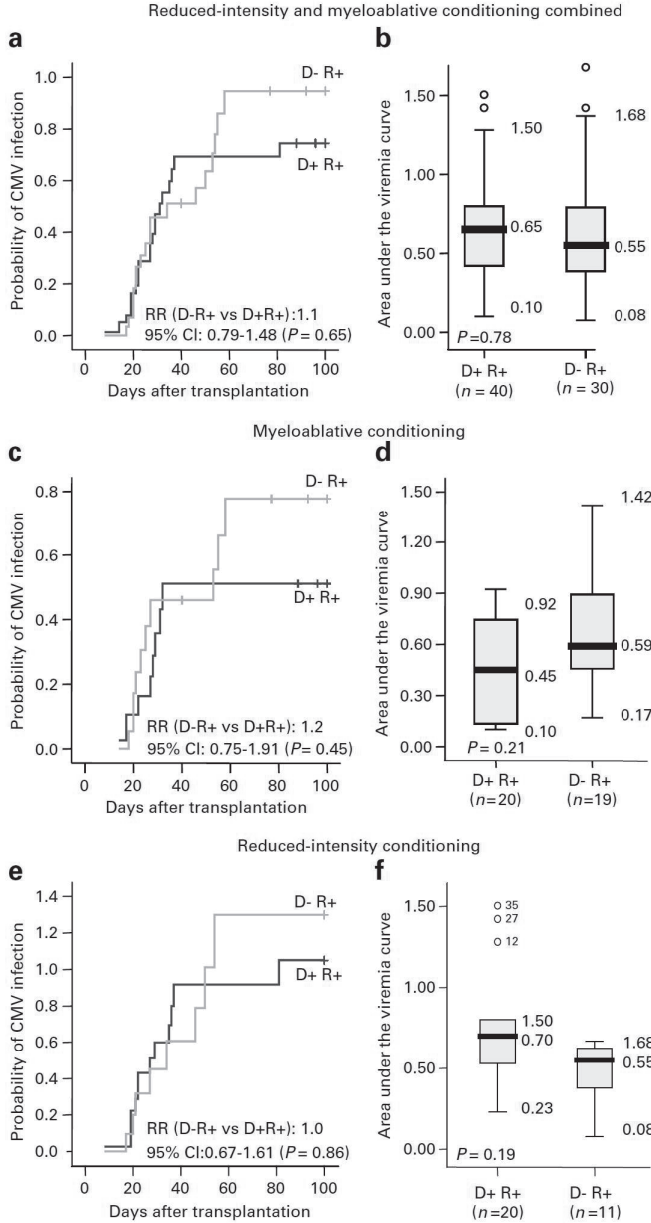 Reduced-intensity and myeloablative conditioning combined
a
Probability of CMV infection
1.0
0.8
0.6
0.4
0.2
0.0
D- R+
D+ R+
RR (D-R+ vs D+R+):1.1
95% CI: 0.79-1.48 (P = 0.65)
0 20 40 60 80 100
Days after transplantation
b
Area under the viremia curve
1.50
1.00
0.50
0.00
1.50
0.65
0.10
1.68
0.55
0.08
P=0.78
D+ R+ D- R+
(n = 40) (n = 30)
Myeloablative conditioning
c
Probability of CMV infection
0.8
0.6
0.4
0.2
0.0
D- R+
D+ R+
RR (D-R+ vs D+R+): 1.2
95% CI: 0.75-1.91 (P = 0.45)
0 20 40 60 80 100
Days after transplantation
d
Area under the viremia curve
1.50
1.20
0.90
0.60
0.30
0.00
0.92
0.45
0.10
1.42
0.59
0.17
P = 0.21
D+ R+ D- R+
(n=20) (n=19)
Reduced-intensity conditioning
e
Probability of CMV infection
1.4
1.2
1.0
0.8
0.6
0.4
0.2
0.0
D- R+
D+ R+
RR (D-R+ vs D+R+): 1.0
95% CI:0.67-1.61 (P = 0.86)
0 20 40 60 80 100
Days after transplantation
f
Area under the viremia curve
1.50
1.00
0.50
0.00
35
27
12
1.50
0.70
0.23
1.68
0.55
0.08
P = 0.19
D+ R+ D- R+
(n=20) (n=11)